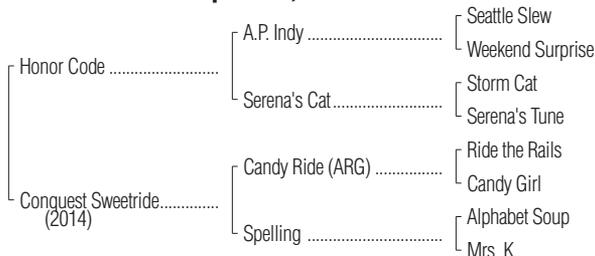 Seattle Slew
A.P. Indy
Weekend Surprise
Honor Code
Storm Cat
Serena's Cat
Serena's Tune
Ride the Rails
Candy Ride (ARG)
Candy Girl
Conquest Sweetride
(2014)
Alphabet Soup
Spelling
Mrs. K